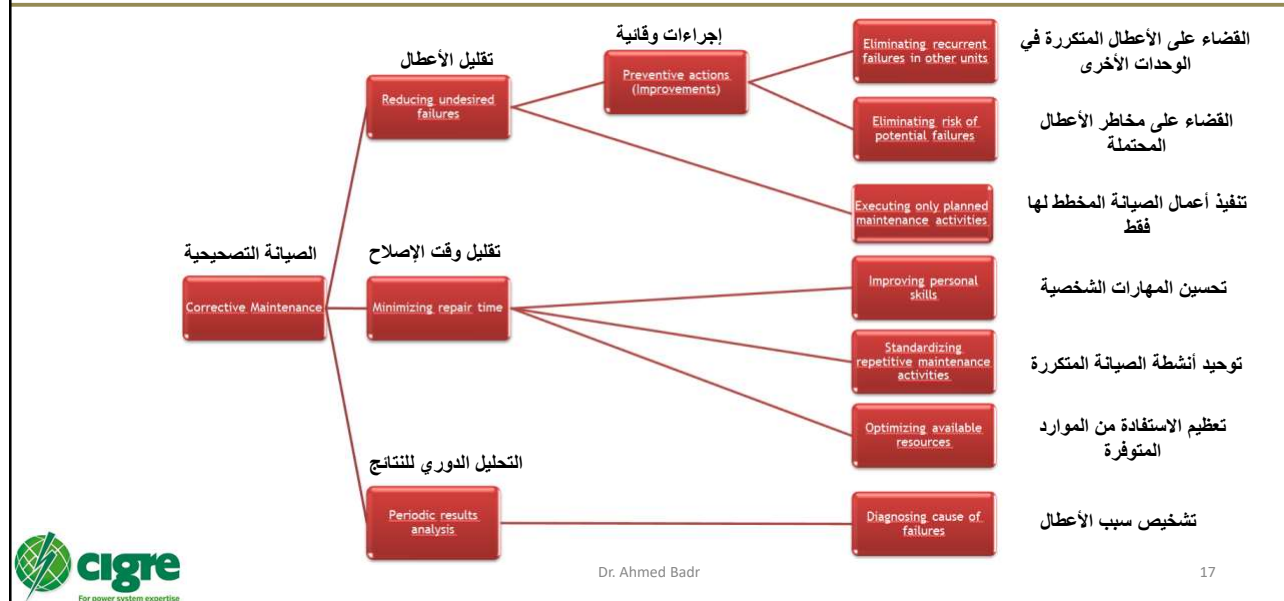 إجراءات وقائية
تقليل الأعطال
Reducing undesired
failures
Preventive actions
(Improvements)
Eliminating recurrent
failures in other units
القضاء على الأعطال المتكررة في
الوحدات الأخرى
Eliminating risk of
potential failures
القضاء على مخاطر الأعطال
المحتملة
Executing only planned
maintenance activities
تنفيذ أعمال الصيانة المخطط لها
فقط
الصيانة التصحيحية
Corrective Maintenance
تقليل وقت الإصلاح
Minimizing repair time
Improving personal
skills
تحسين المهارات الشخصية
Standardizing
repetitive maintenance
activities
توحيد أنشطة الصيانة المتكررة
Optimizing available
resources
تعظيم الاستفادة من الموارد
المتوفرة
التحليل الدوري للنتائج
Periodic results
analysis
Diagnosing cause of
failures
تشخيص سبب الأعطال
cigre
For power system expertise
Dr. Ahmed Badr
17